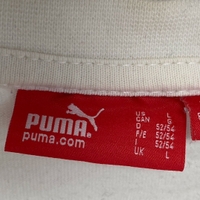 PUMA
puma.com
US L
CAN G
D 52/54
F/E 52/54
I 52/54
UK L